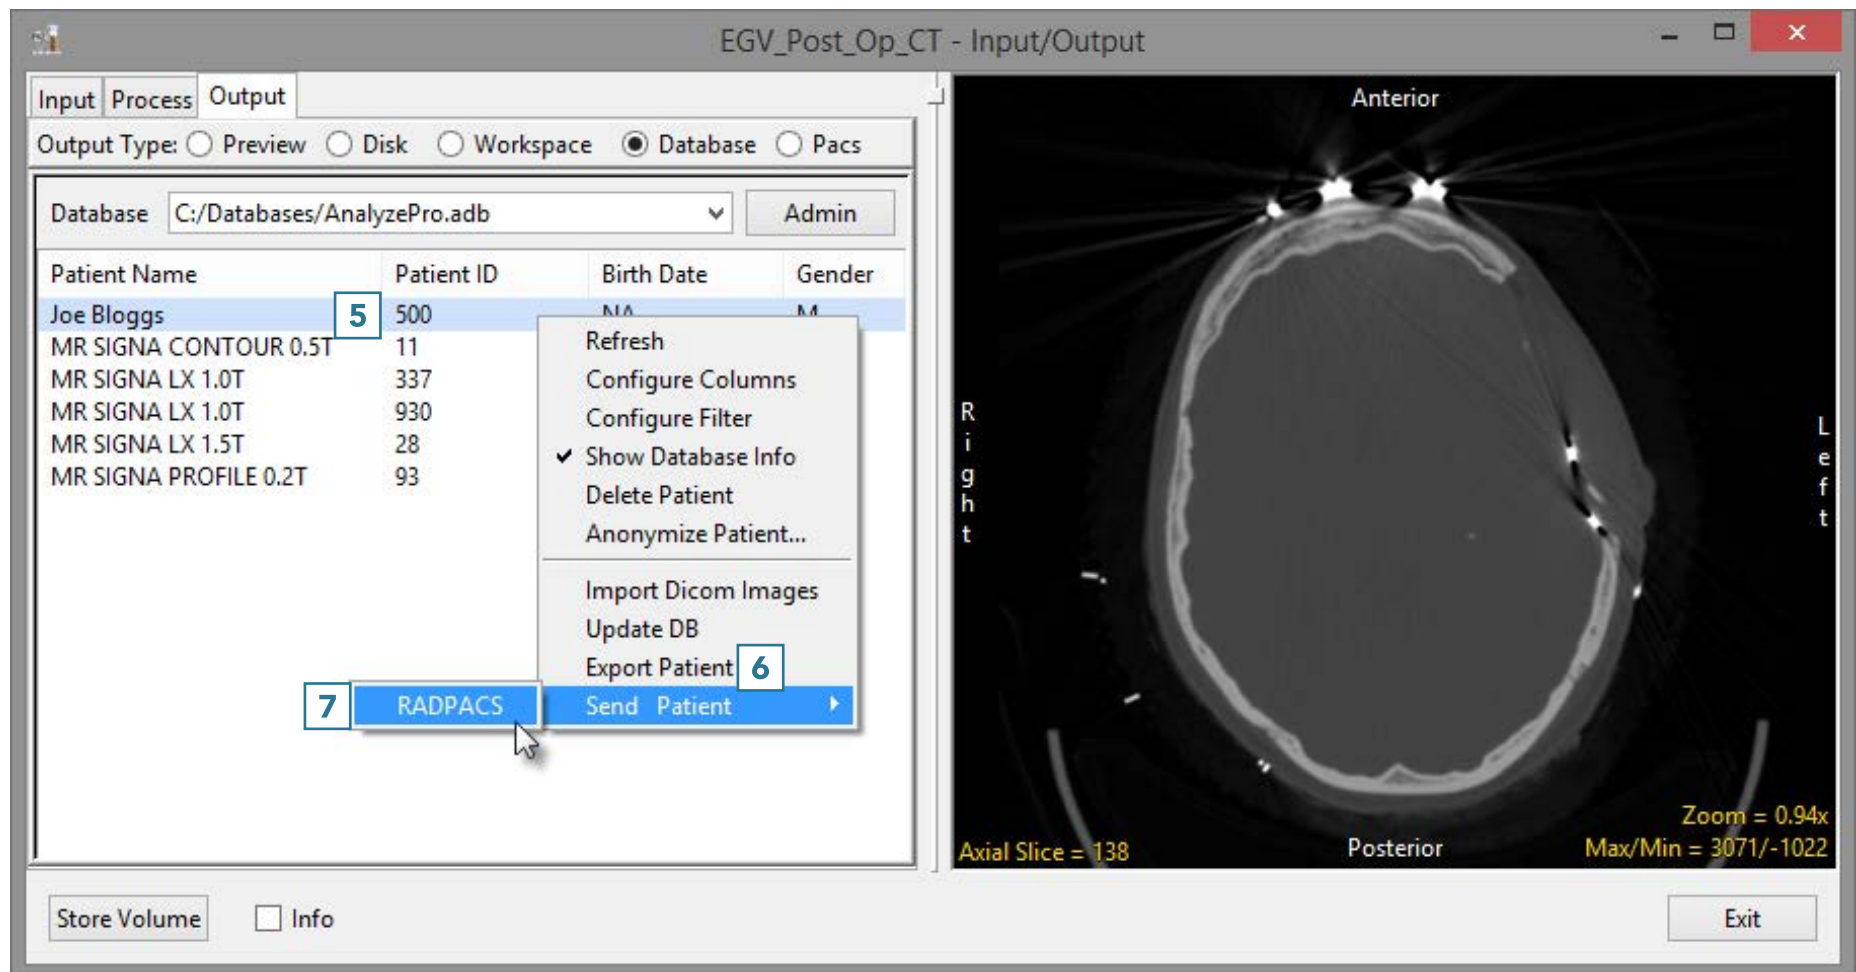 EGV_Post_Op_CT - Input/Output
Input Process Output
Output Type: Preview Disk Workspace Database Pacs
Database C:/Databases/AnalyzePro.adb Admin
Patient Name Patient ID Birth Date Gender
Joe Bloggs 5 500 NA M
MR SIGNA CONTOUR 0.5T 11
MR SIGNA LX 1.0T 337
MR SIGNA LX 1.0T 930
MR SIGNA LX 1.5T 28
MR SIGNA PROFILE 0.2T 93
Refresh
Configure Columns
Configure Filter
Show Database Info
Delete Patient
Anonymize Patient...
Import Dicom Images
Update DB
Export Patient 6
7 RADPACS Send Patient
Anterior
Right
Left
Zoom = 0.94x
Axial Slice = 138 Posterior Max/Min = 3071/-1022
Store Volume Info Exit